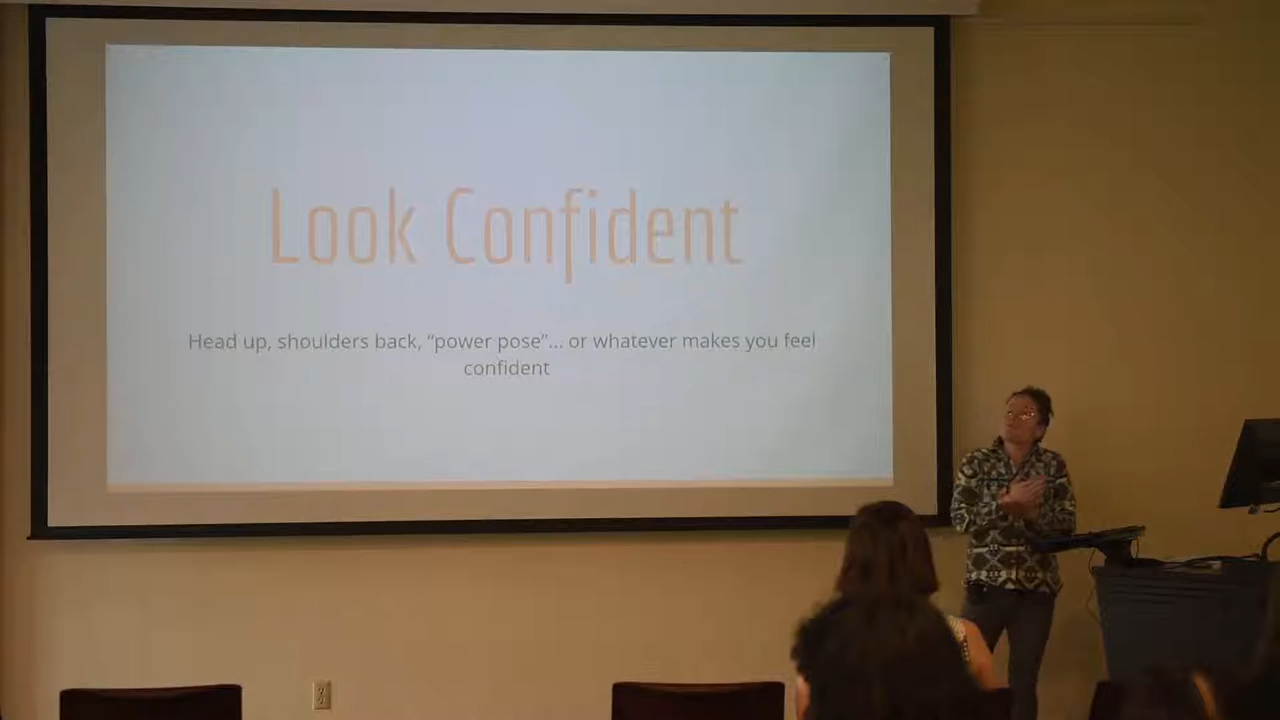 Look Confident
Head up, shoulders back, “power pose”... or whatever makes you feel
confident